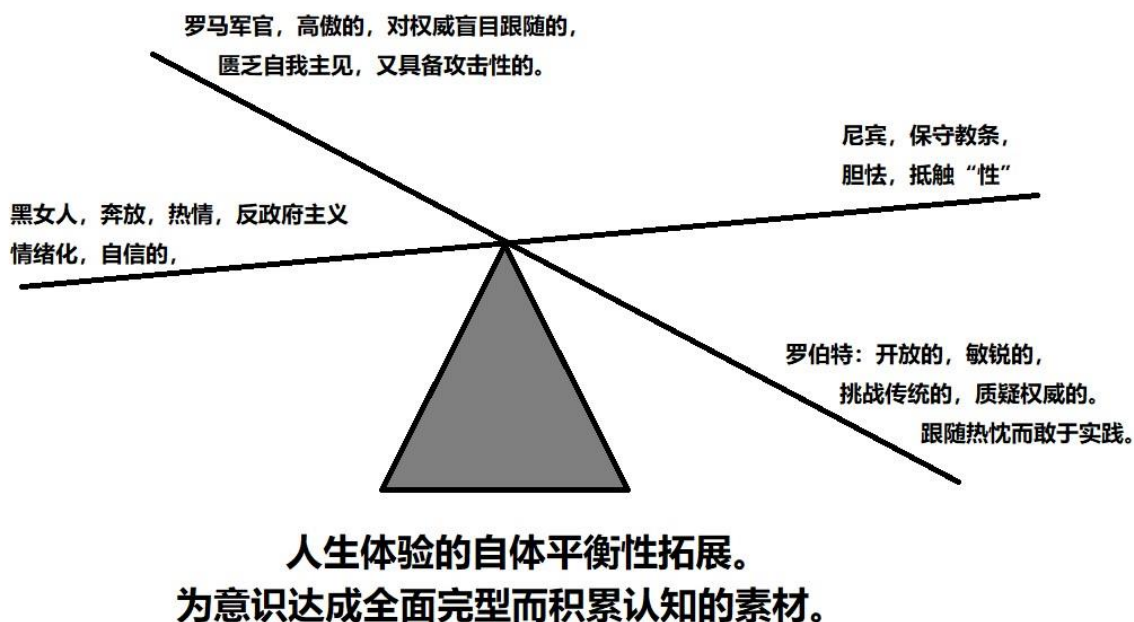 罗马军官，高傲的，对权威盲目跟随的，
匮乏自我主见，又具备攻击性的。
尼宾，保守教条，
胆怯，抵触“性”
黑女人，奔放，热情，反政府主义
情绪化，自信的，
罗伯特：开放的，敏锐的，
挑战传统的，质疑权威的。
跟随热忱而敢于实践。
人生体验的自体平衡性拓展。
为意识达成全面完型而积累认知的素材。